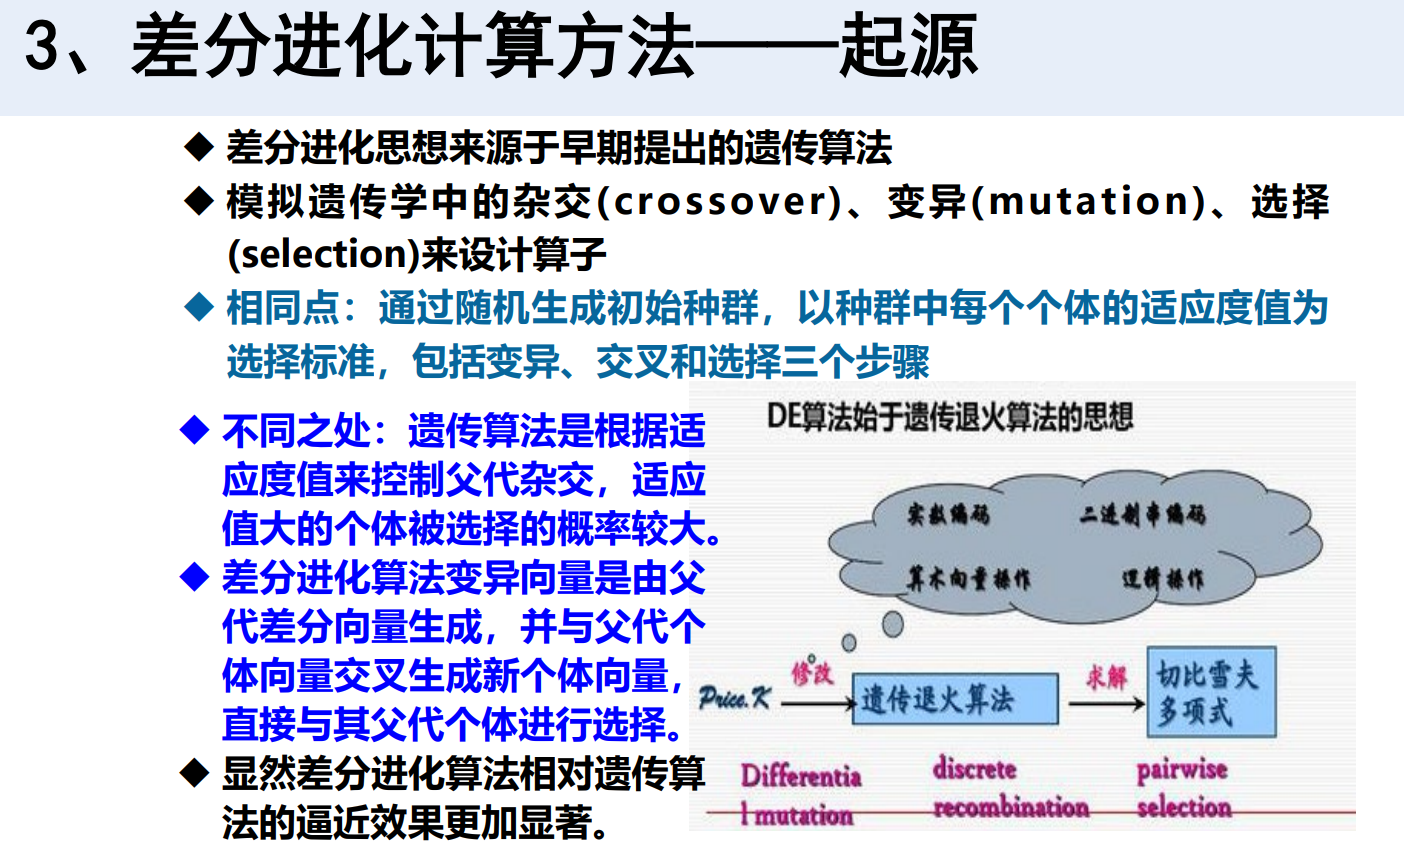 3、差分进化计算方法——起源
◆ 差分进化思想来源于早期提出的遗传算法
◆ 模拟遗传学中的杂交(crossover)、变异(mutation)、选择
(selection)来设计算子
◆ 相同点：通过随机生成初始种群，以种群中每个个体的适应度值为
选择标准，包括变异、交叉和选择三个步骤
◆ 不同之处：遗传算法是根据适
应度值来控制父代杂交，适应
值大的个体被选择的概率较大。
◆ 差分进化算法变异向量是由父
代差分向量生成，并与父代个
体向量交叉生成新个体向量，
直接与其父代个体进行选择。
◆ 显然差分进化算法相对遗传算
法的逼近效果更加显著。
DE算法始于遗传退火算法的思想
实数编码 二进制串编码
算术向量操作 逻辑操作
Price.K 修改 遗传退火算法 求解 切比雪夫
多项式
Differentia discrete pairwise
l mutation recombination selection